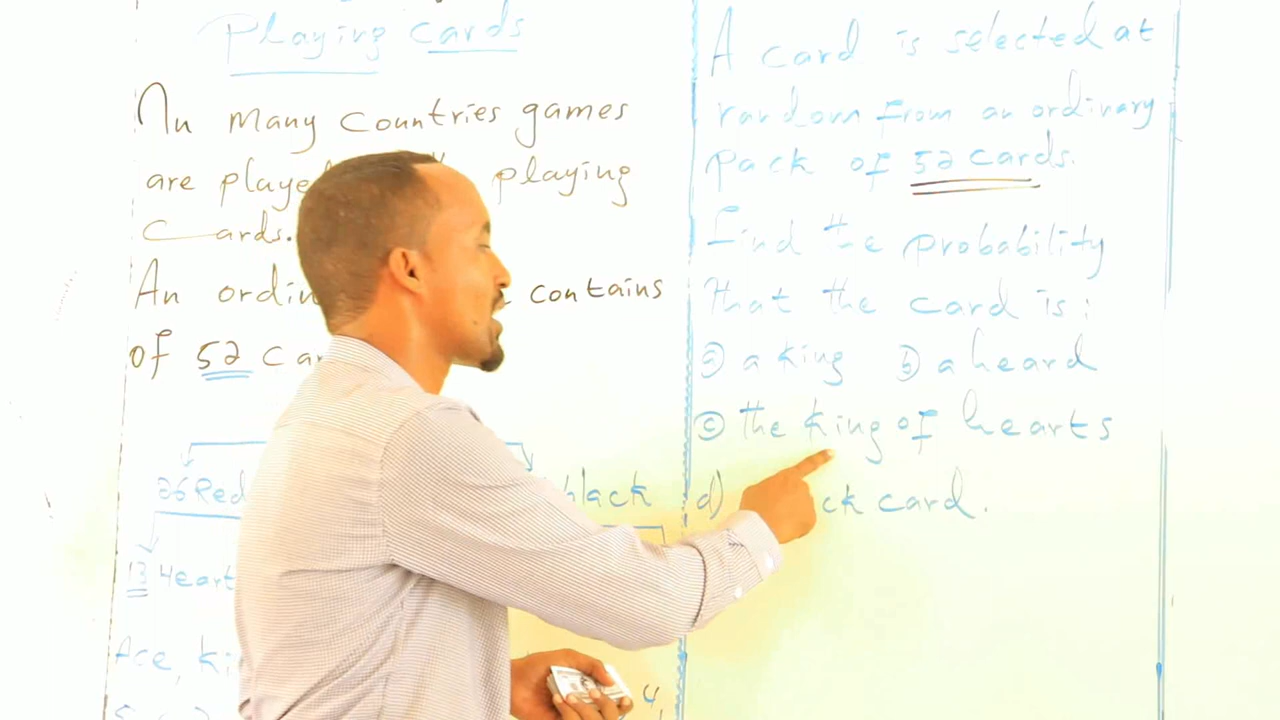 Playing cards
In many countries games
are playe playing
Cards.
An ordin contains
of 52 car
26 Red black
13 Heart
Ace, ki
A card is selected at
random from an ordinary
pack of 52 cards.
Find the probability
that the card is:
ⓐ a king ⓑ a heard
ⓒ the king of hearts
d) ck card.